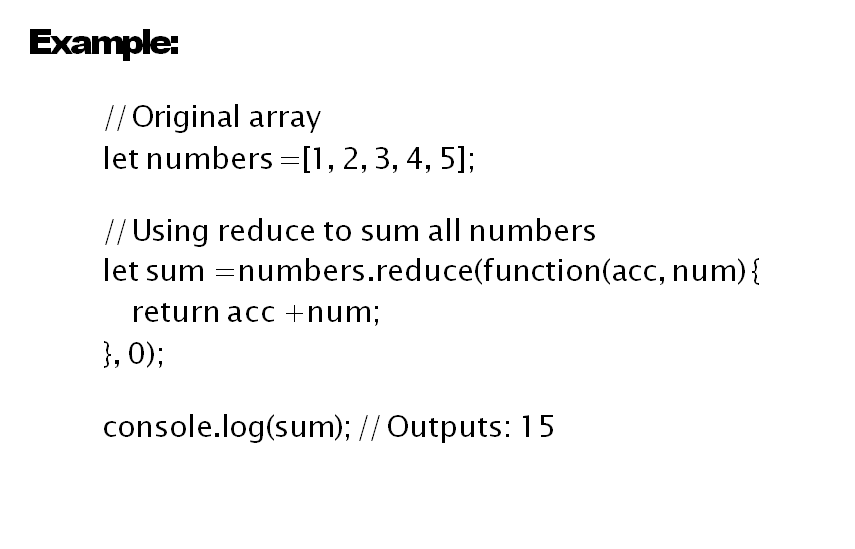 Example:
// Original array
let numbers =[1, 2, 3, 4, 5];
// Using reduce to sum all numbers
let sum =numbers.reduce(function(acc, num){
return acc +num;
}, 0);
console.log(sum); // Outputs: 15